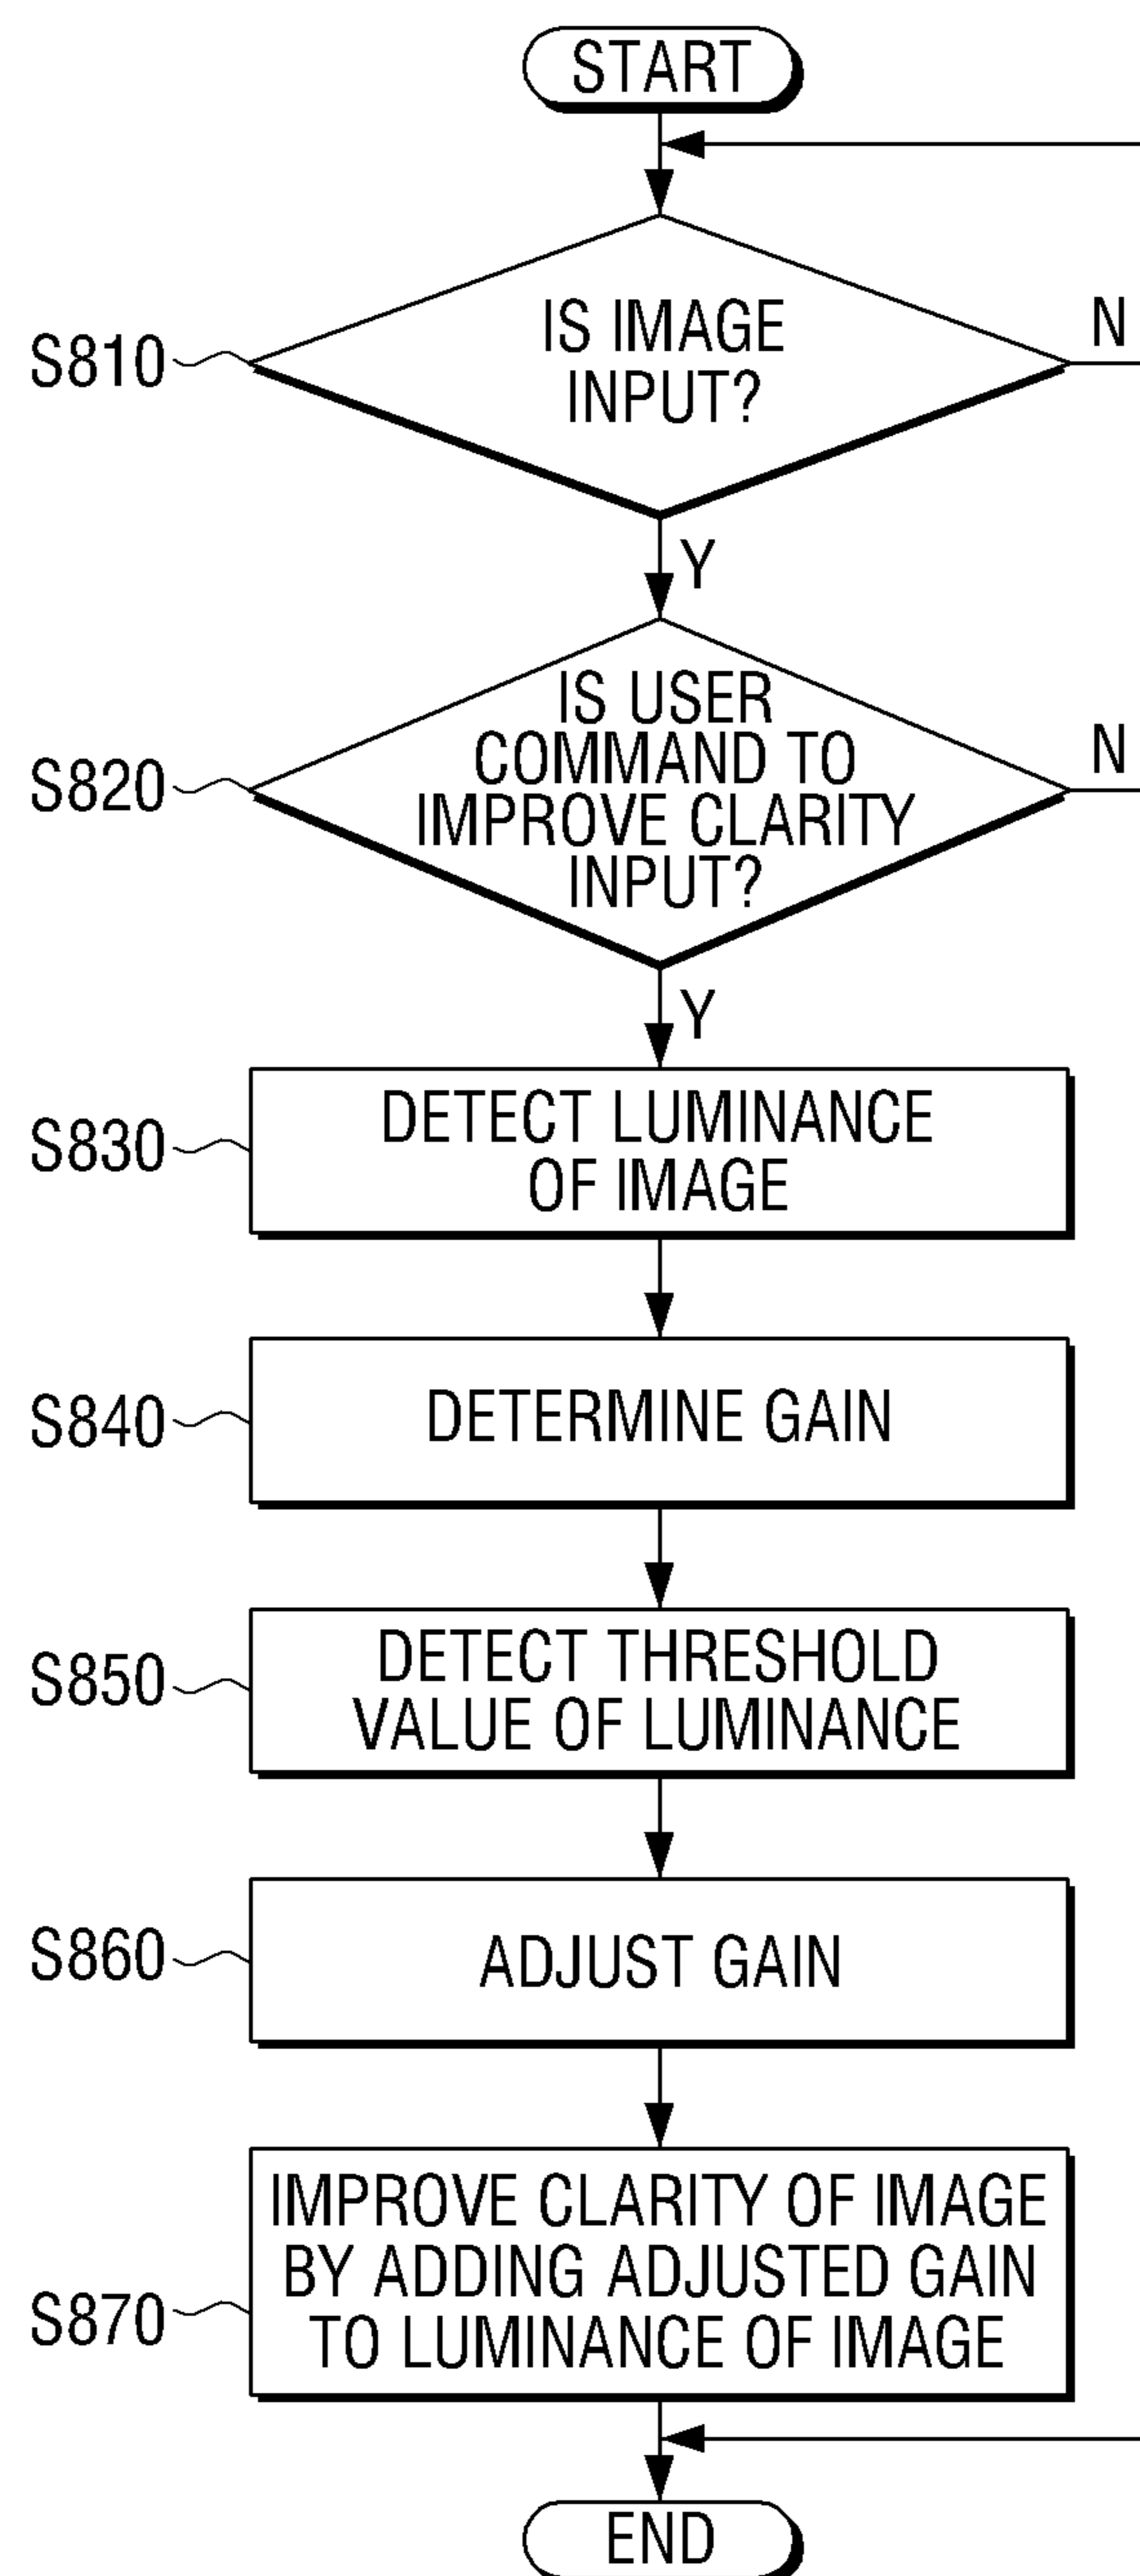 START
S810
IS IMAGE
INPUT?
N
Y
S820
IS USER
COMMAND TO
IMPROVE CLARITY
INPUT?
N
Y
S830
DETECT LUMINANCE
OF IMAGE
S840
DETERMINE GAIN
S850
DETECT THRESHOLD
VALUE OF LUMINANCE
S860
ADJUST GAIN
S870
IMPROVE CLARITY OF IMAGE
BY ADDING ADJUSTED GAIN
TO LUMINANCE OF IMAGE
END